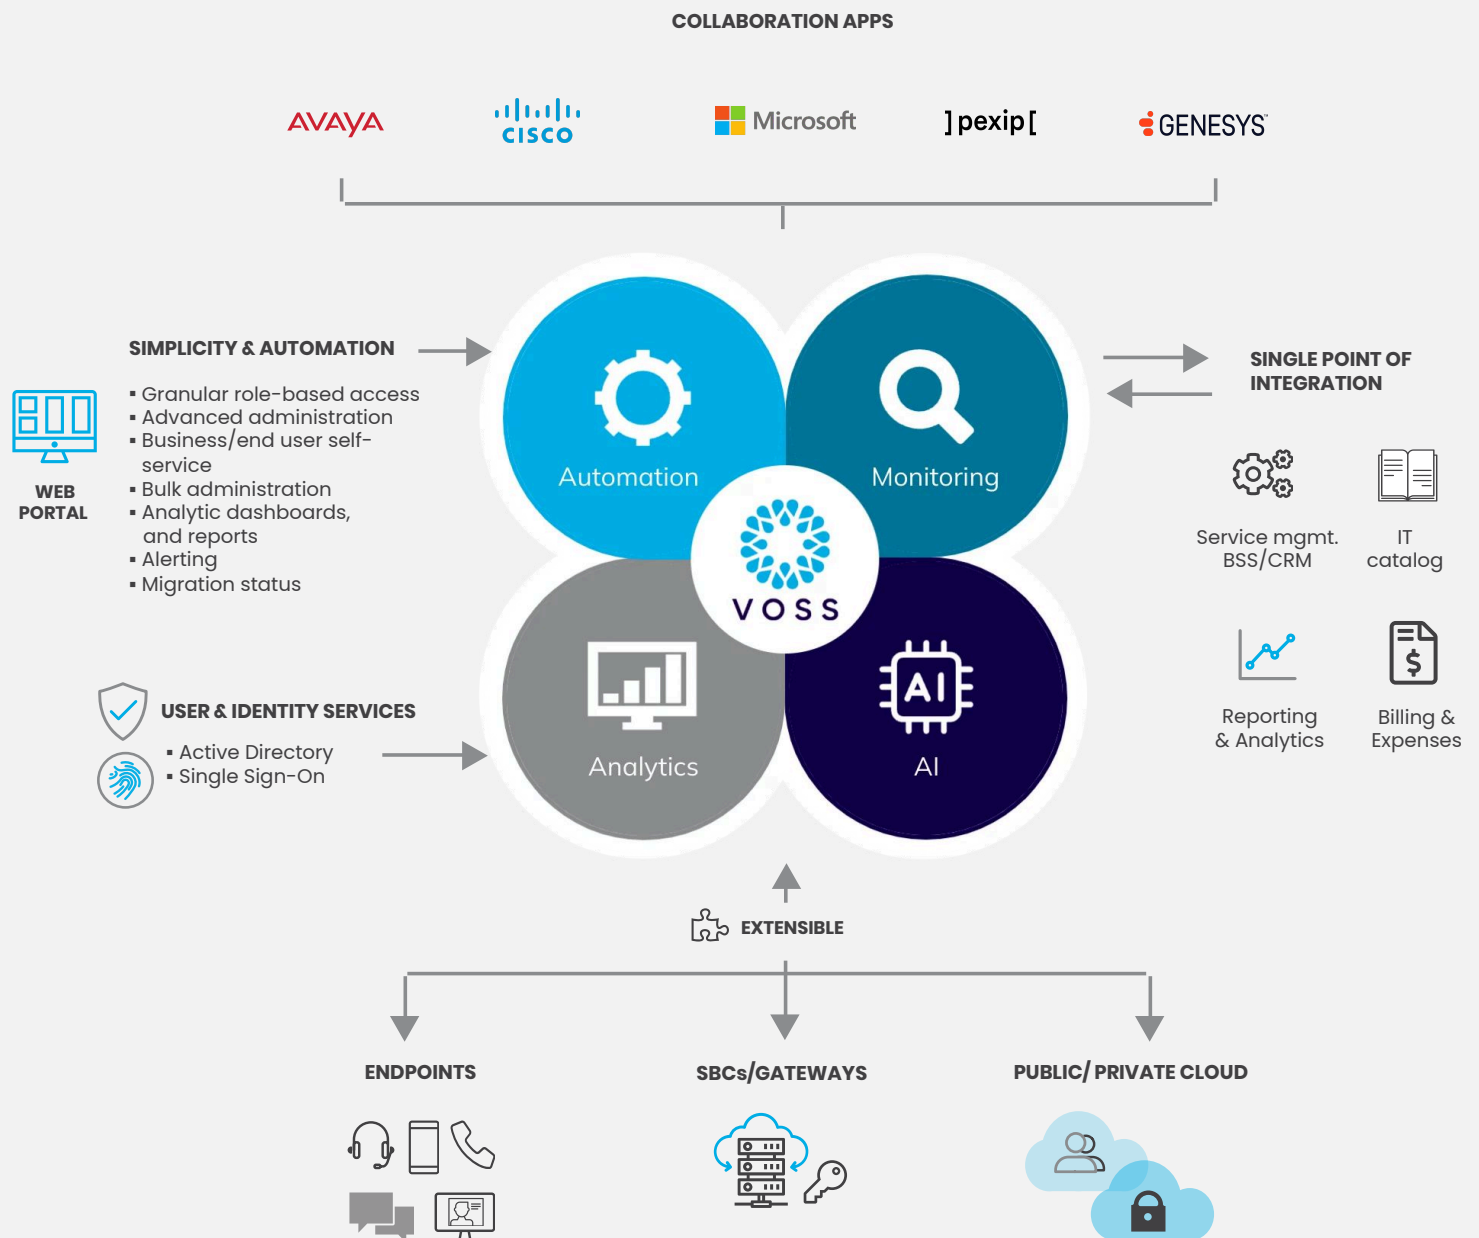 COLLABORATION APPS
AVAYA
CISCO
Microsoft
]pexip[
GENESYS™
SIMPLICITY & AUTOMATION
▪ Granular role-based access
▪ Advanced administration
▪ Business/end user self-
service
▪ Bulk administration
▪ Analytic dashboards,
and reports
▪ Alerting
▪ Migration status
WEB
PORTAL
USER & IDENTITY SERVICES
▪ Active Directory
▪ Single Sign-On
Automation
Monitoring
VOSS
Analytics
AI
AI
SINGLE POINT OF
INTEGRATION
Service mgmt.
BSS/CRM
IT
catalog
$
Reporting
& Analytics
Billing &
Expenses
EXTENSIBLE
ENDPOINTS
SBCs/GATEWAYS
PUBLIC/ PRIVATE CLOUD